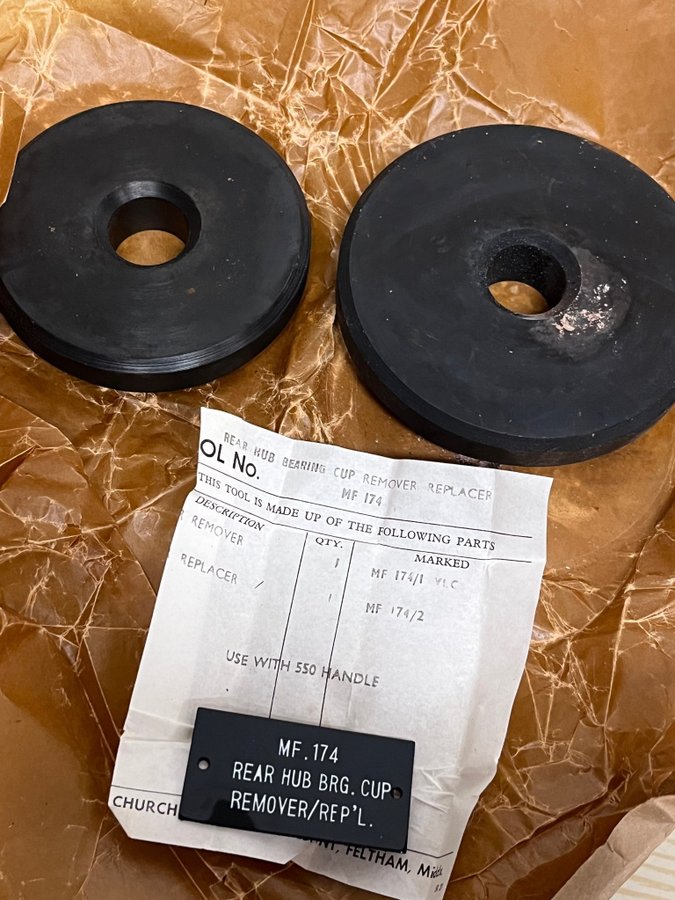 REAR HUB BEARING CUP REMOVER REPLACER
OL No.
MF 174
THIS TOOL IS MADE UP OF THE FOLLOWING PARTS
DESCRIPTION QTY. MARKED
REMOVER 1 MF 174/1
REPLACER / 1 MF 174/2
USE WITH 550 HANDLE
MF.174
REAR HUB BRG. CUP
REMOVER/REP'L.
CHURCH
FELTHAM, Middx